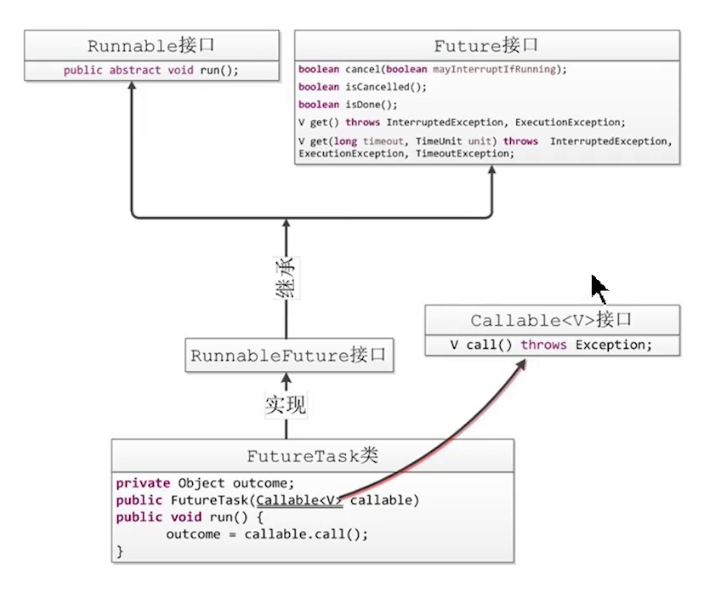 Runnable接口
public abstract void run();
Future接口
boolean cancel(boolean mayInterruptIfRunning);
boolean isCancelled();
boolean isDone();
V get() throws InterruptedException, ExecutionException;
V get(long timeout, TimeUnit unit) throws InterruptedException,
ExecutionException, TimeoutException;
继承
Callable<V>接口
V call() throws Exception;
RunnableFuture接口
实现
FutureTask类
private Object outcome;
public FutureTask(Callable<V> callable)
public void run() {
outcome = callable.call();
}